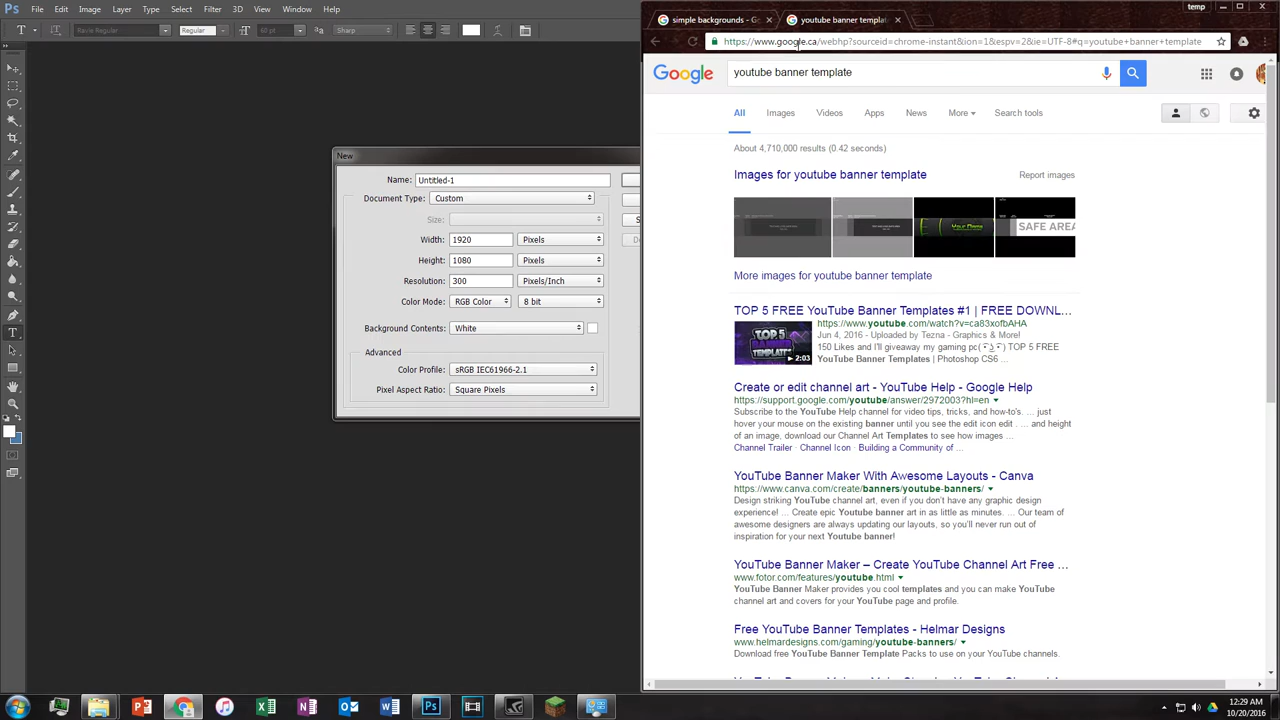 File Edit Image Layer Type Select Filter 3D View Window Help
Regular
60 pt
Sharp
New
Name: Untitled-1
Document Type: Custom
Size:
Width: 1920 Pixels
Height: 1080 Pixels
Resolution: 300 Pixels/Inch
Color Mode: RGB Color 8 bit
Background Contents: White
Advanced
Color Profile: sRGB IEC61966-2.1
Pixel Aspect Ratio: Square Pixels
temp
simple backgrounds - Go
youtube banner template
https://www.google.ca/webhp?sourceid=chrome-instant&ion=1&espv=2&ie=UTF-8#q=youtube+banner+template
Google
youtube banner template
All Images Videos Apps News More Search tools
About 4,710,000 results (0.42 seconds)
Images for youtube banner template
Report images
SAFE AREA
More images for youtube banner template
TOP 5 FREE YouTube Banner Templates #1 | FREE DOWNL...
https://www.youtube.com/watch?v=ca83xofbAHA
Jun 4, 2016 - Uploaded by Tezna - Graphics & More!
150 Likes and I'll giveaway my gaming pc( ͡° ͜ʖ ͡°) TOP 5 FREE
YouTube Banner Templates | Photoshop CS6 ...
TOP 5
BANNER
TEMPLATES
2:03
Create or edit channel art - YouTube Help - Google Help
https://support.google.com/youtube/answer/2972003?hl=en
Subscribe to the YouTube Help channel for video tips, tricks, and how-to's. ... just
hover your mouse on the existing banner until you see the edit icon edit . ... and height
of an image, download our Channel Art Templates to see how images ...
Channel Trailer · Channel Icon · Building a Community of ...
YouTube Banner Maker With Awesome Layouts - Canva
https://www.canva.com/create/banners/youtube-banners/
Design striking YouTube channel art, even if you don't have any graphic design
experience! ... Create epic Youtube banner art in as little as minutes. ... Our team of
awesome designers are always updating our layouts, so you'll never run out of
inspiration for your next Youtube banner!
YouTube Banner Maker – Create YouTube Channel Art Free ...
www.fotor.com/features/youtube.html
YouTube Banner Maker provides you cool templates and you can make YouTube
channel art and covers for your YouTube page and profile.
Free YouTube Banner Templates - Helmar Designs
www.helmardesigns.com/gaming/youtube-banners/
Download free YouTube Banner Template Packs to use on your YouTube channels.
12:29 AM
10/20/2016